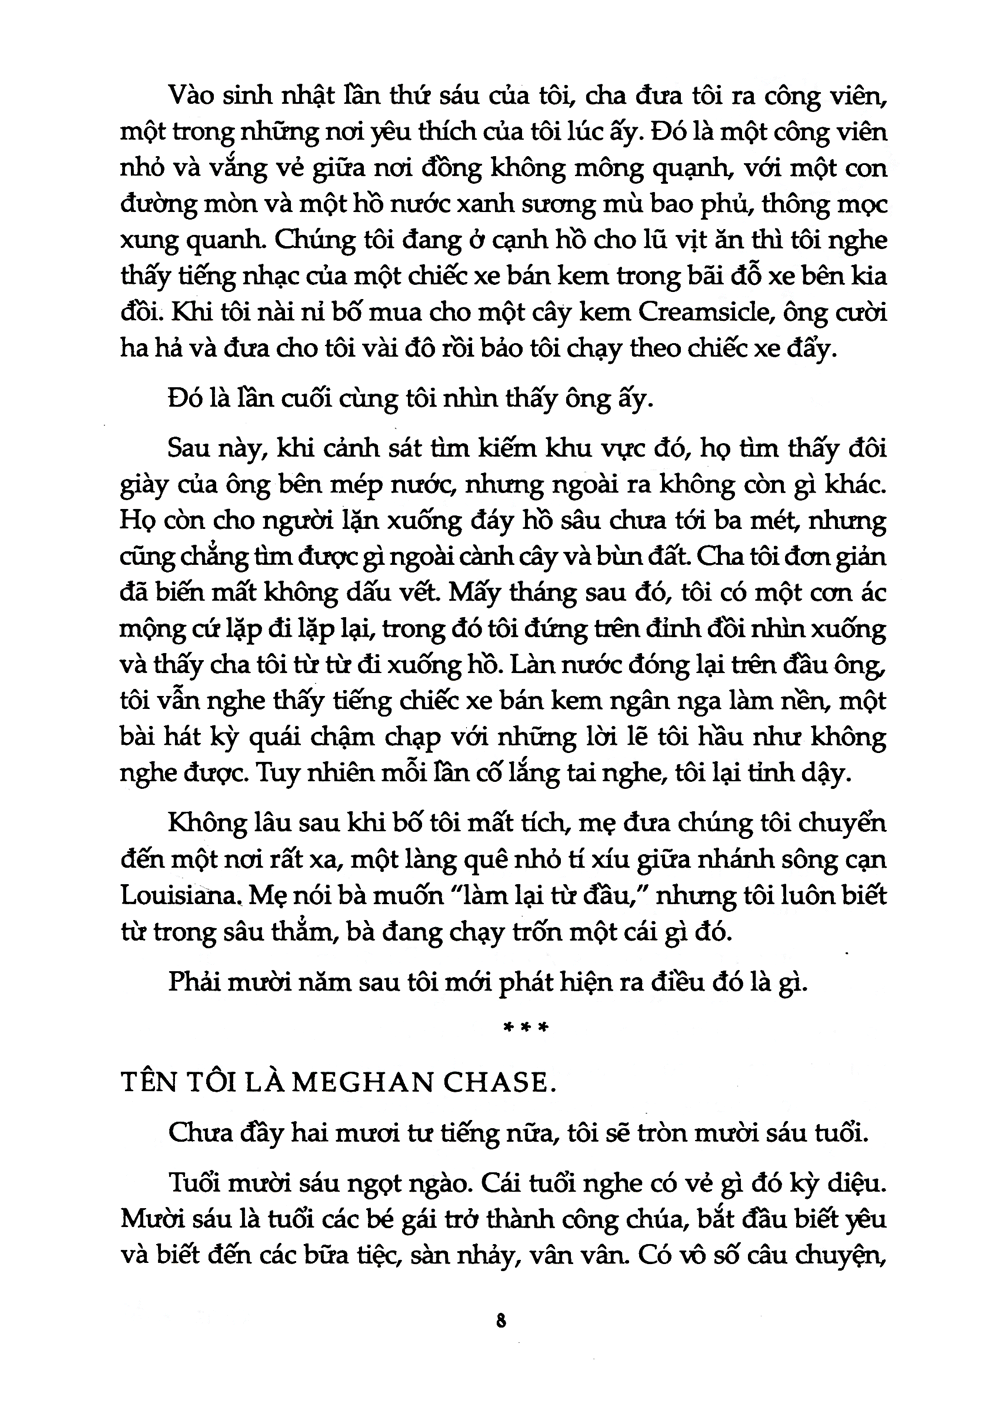 Vào sinh nhật lần thứ sáu của tôi, cha đưa tôi ra công viên,
một trong những nơi yêu thích của tôi lúc ấy. Đó là một công viên
nhỏ và vắng vẻ giữa nơi đồng không mông quạnh, với một con
đường mòn và một hồ nước xanh sương mù bao phủ, thông mọc
xung quanh. Chúng tôi đang ở cạnh hồ cho lũ vịt ăn thì tôi nghe
thấy tiếng nhạc của một chiếc xe bán kem trong bãi đỗ xe bên kia
đồi. Khi tôi nài nỉ bố mua cho một cây kem Creamsicle, ông cười
ha hả và đưa cho tôi vài đô rồi bảo tôi chạy theo chiếc xe đẩy.
Đó là lần cuối cùng tôi nhìn thấy ông ấy.
Sau này, khi cảnh sát tìm kiếm khu vực đó, họ tìm thấy đôi
giày của ông bên mép nước, nhưng ngoài ra không còn gì khác.
Họ còn cho người lặn xuống đáy hồ sâu chưa tới ba mét, nhưng
cũng chẳng tìm được gì ngoài cành cây và bùn đất. Cha tôi đơn giản
đã biến mất không dấu vết. Mấy tháng sau đó, tôi có một cơn ác
mộng cứ lặp đi lặp lại, trong đó tôi đứng trên đỉnh đồi nhìn xuống
và thấy cha tôi từ từ đi xuống hồ. Làn nước đóng lại trên đầu ông,
tôi vẫn nghe thấy tiếng chiếc xe bán kem ngân nga làm nền, một
bài hát kỳ quái chậm chạp với những lời lẽ tôi hầu như không
nghe được. Tuy nhiên mỗi lần cố lắng tai nghe, tôi lại tỉnh dậy.
Không lâu sau khi bố tôi mất tích, mẹ đưa chúng tôi chuyển
đến một nơi rất xa, một làng quê nhỏ tí xíu giữa nhánh sông cạn
Louisiana. Mẹ nói bà muốn "làm lại từ đầu," nhưng tôi luôn biết
từ trong sâu thẳm, bà đang chạy trốn một cái gì đó.
Phải mười năm sau tôi mới phát hiện ra điều đó là gì.
***
TÊN TÔI LÀ MEGHAN CHASE.
Chưa đầy hai mươi tư tiếng nữa, tôi sẽ tròn mười sáu tuổi.
Tuổi mười sáu ngọt ngào. Cái tuổi nghe có vẻ gì đó kỳ diệu.
Mười sáu là tuổi các bé gái trở thành công chúa, bắt đầu biết yêu
và biết đến các bữa tiệc, sàn nhảy, vân vân. Có vô số câu chuyện,
8